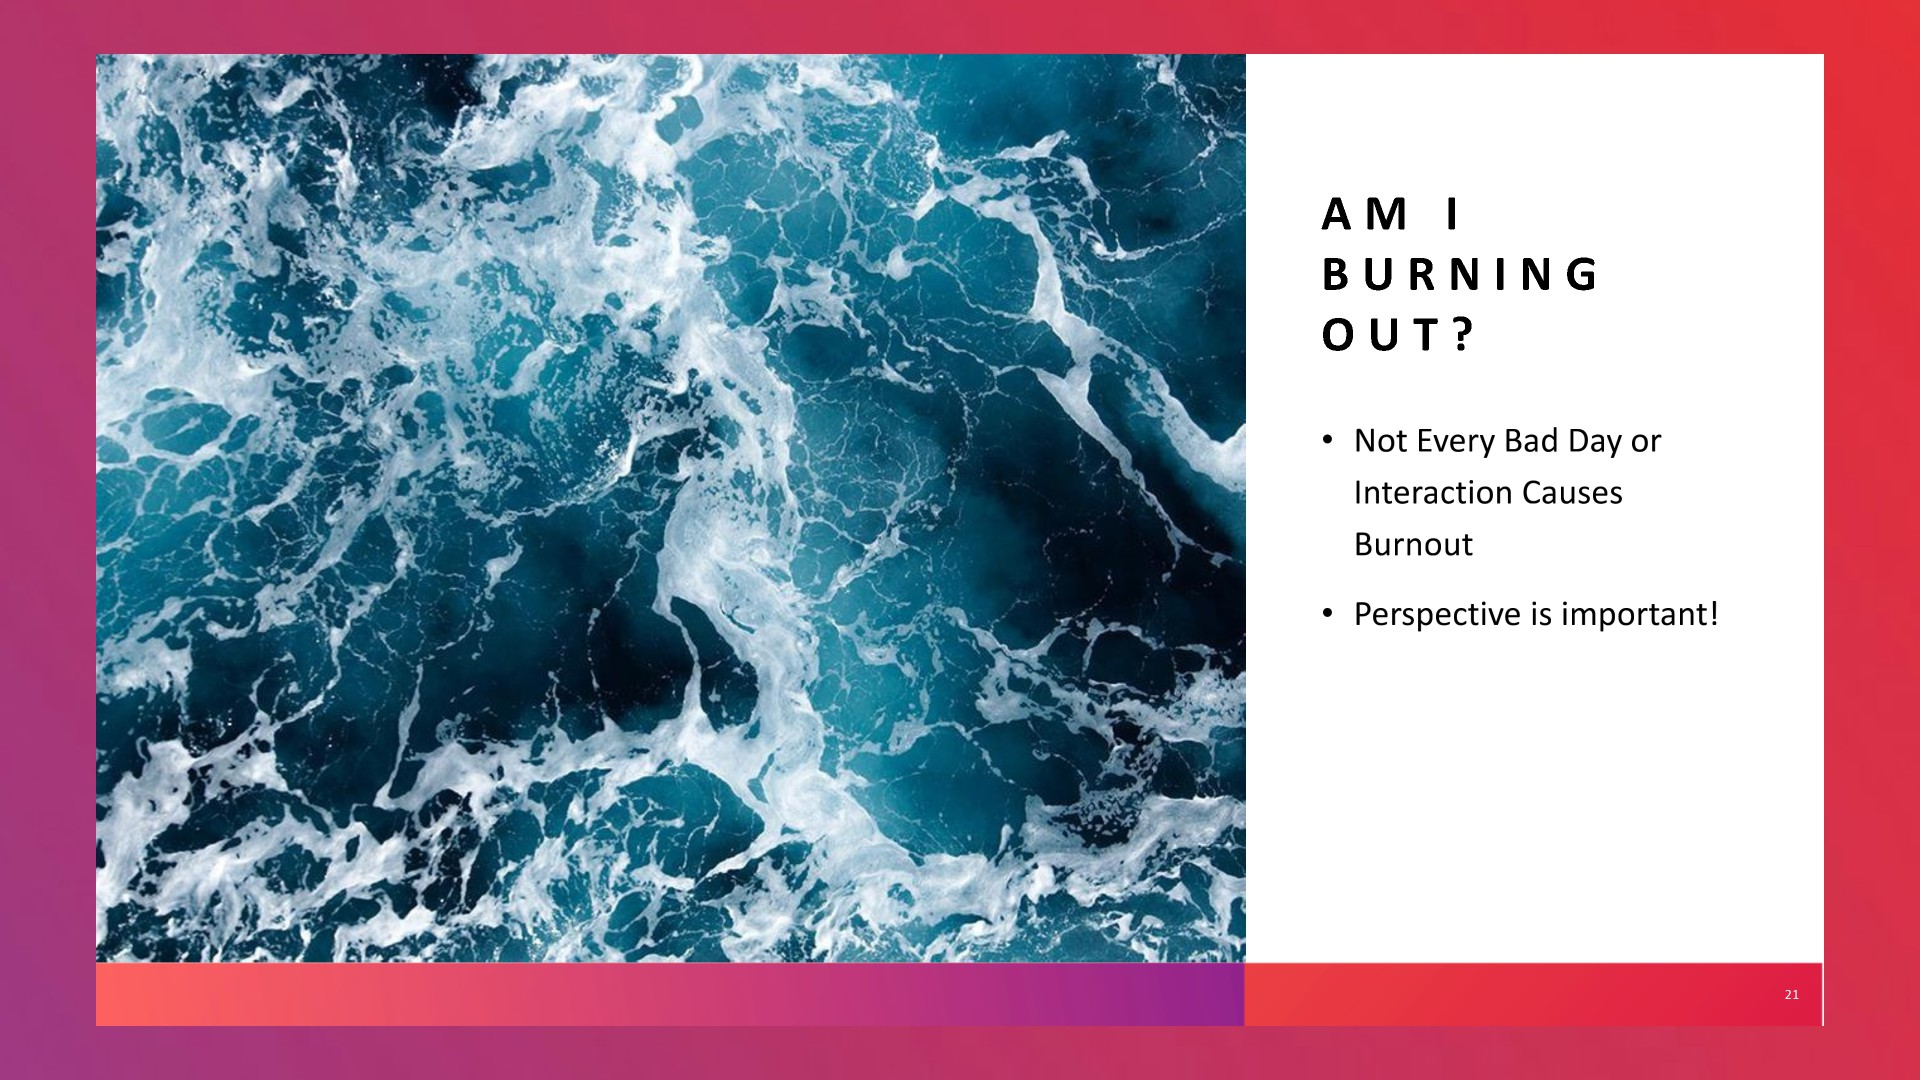 AM I
BURNING
OUT?
• Not Every Bad Day or
Interaction Causes
Burnout
• Perspective is important!
21